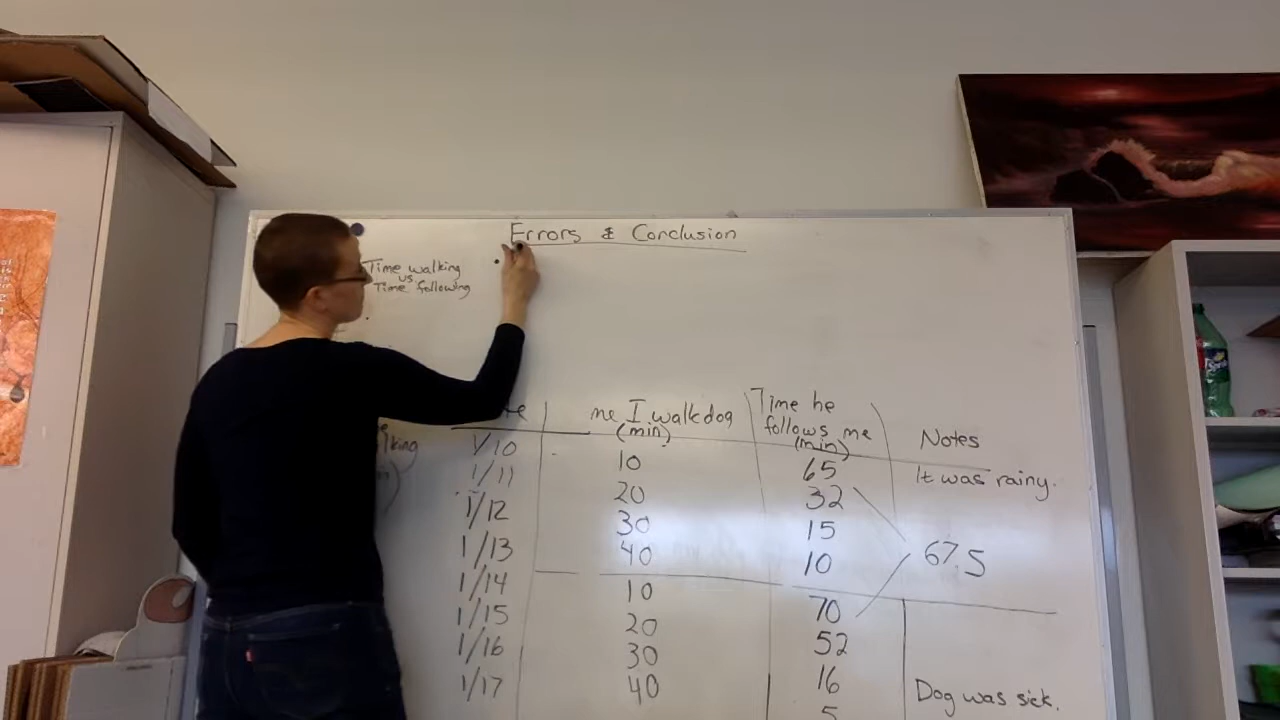 Errors & Conclusion
Time walking
vs
Time following
me I walk dog
(min)
Time he
follows me
(min)
Notes
1/10
10
65
It was rainy.
1/11
20
32
1/12
30
15
1/13
40
10
67.5
1/14
10
70
1/15
20
52
1/16
30
16
1/17
40
5
Dog was sick.